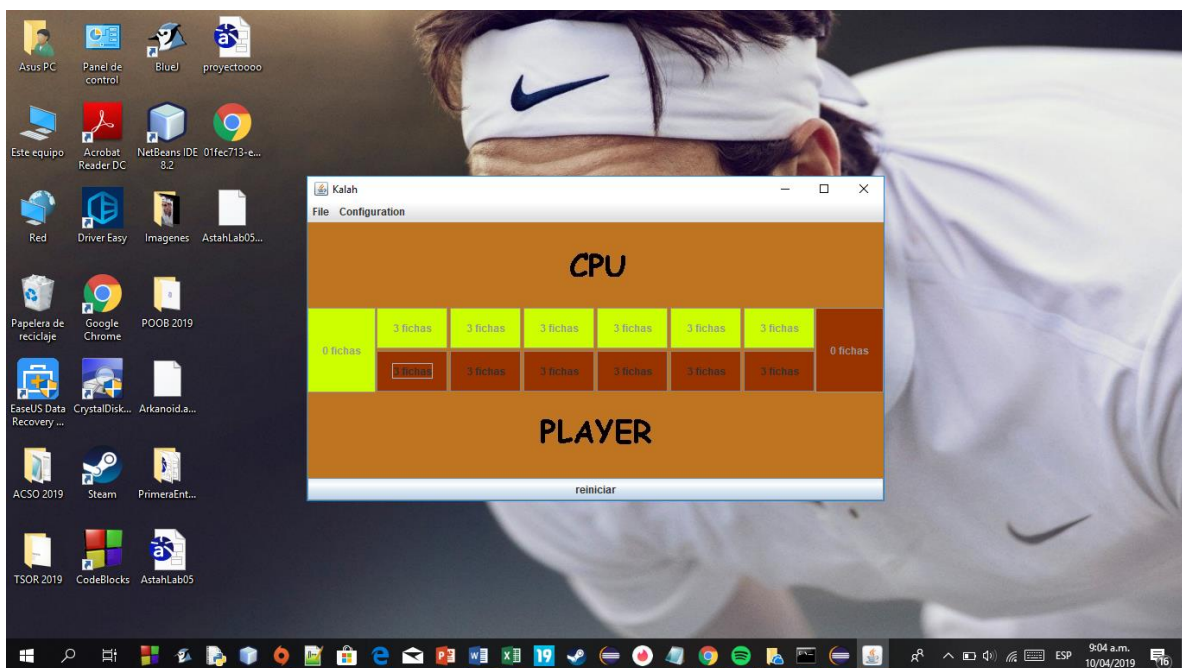 Asus PC
Panel de
control
BlueJ
proyectoooo
Este equipo
Acrobat
Reader DC
NetBeans IDE
8.2
01fec713-e...
Red
Driver Easy
Imagenes
AstahLab05...
Papelera de
reciclaje
Google
Chrome
POOB 2019
EaseUS Data
Recovery ...
CrystalDisk...
Arkanoid.a...
ACSO 2019
Steam
PrimeraEnt...
TSOR 2019
CodeBlocks
AstahLab05
Kalah
File Configuration
CPU
0 fichas
3 fichas 3 fichas 3 fichas 3 fichas 3 fichas 3 fichas
0 fichas
3 fichas 3 fichas 3 fichas 3 fichas 3 fichas 3 fichas
PLAYER
reiniciar
19
ESP
9:04 a.m.
10/04/2019
16